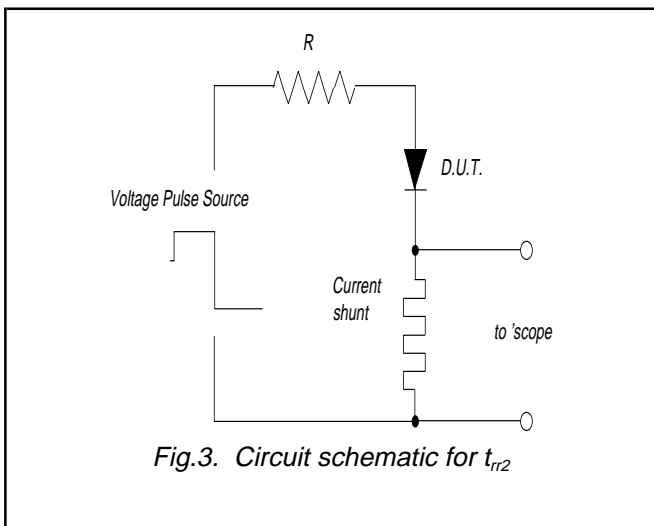 R
D.U.T.
Voltage Pulse Source
Current
shunt
to 'scope
Fig.3. Circuit schematic for trr2